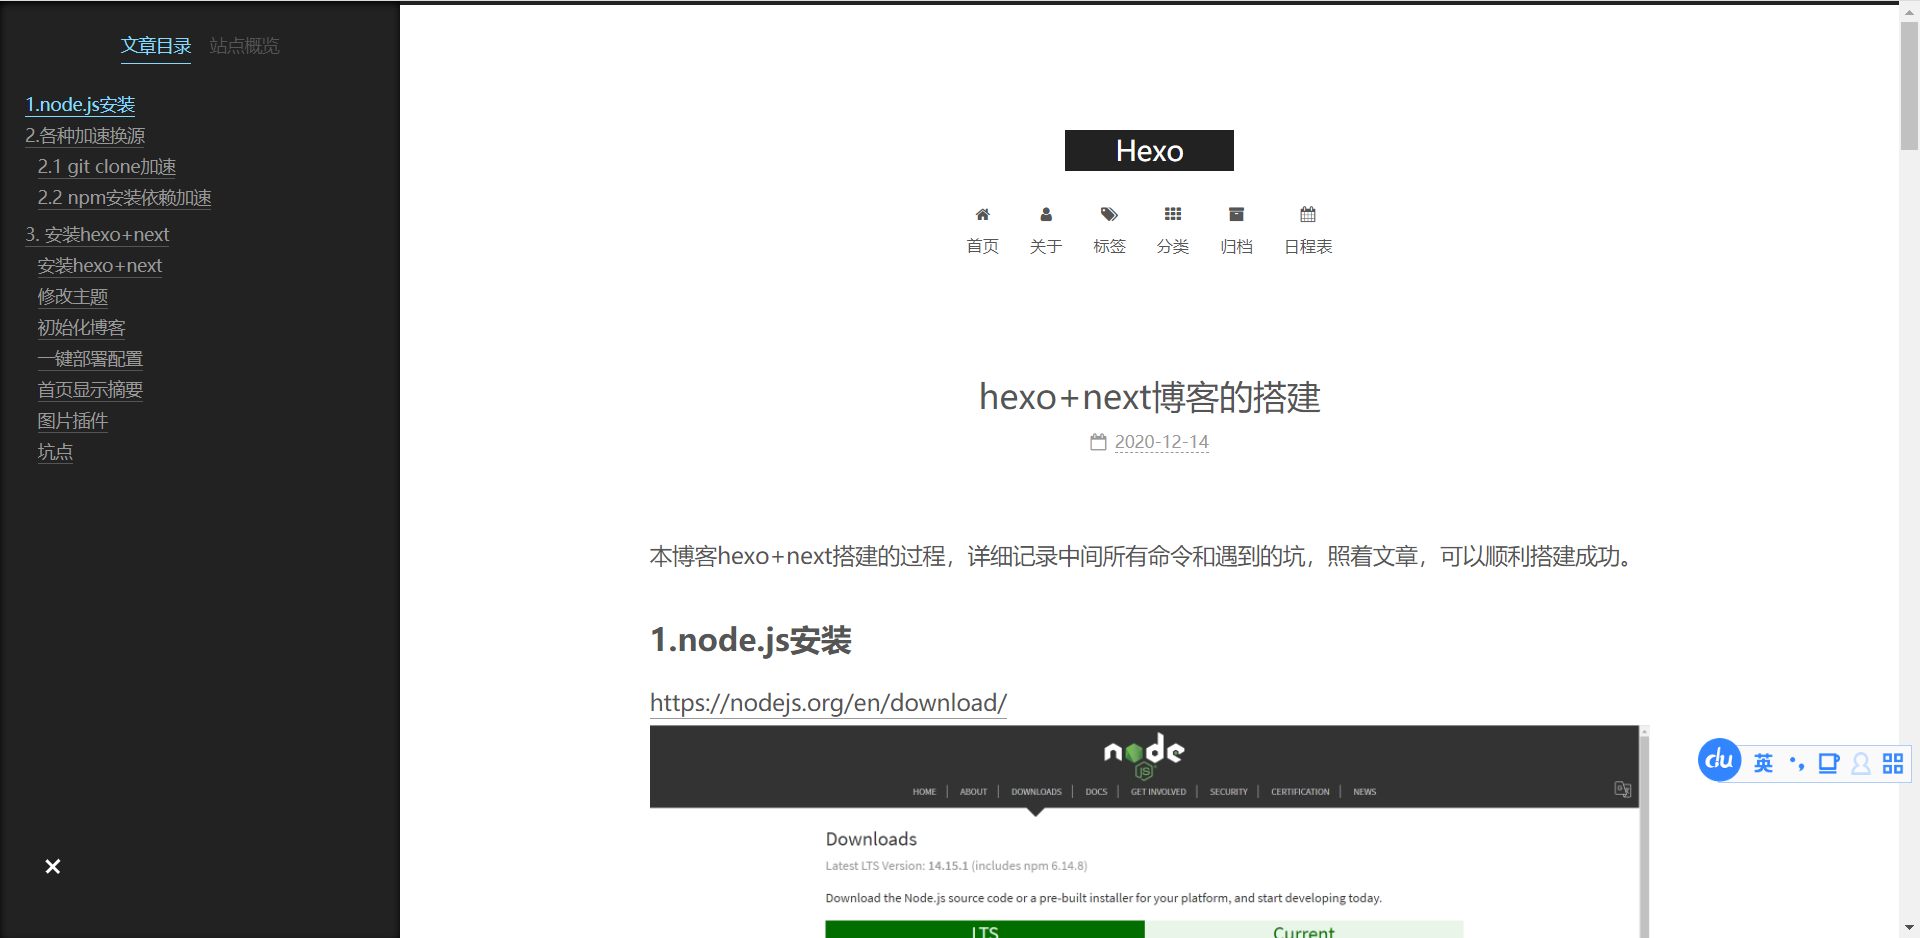 文章目录 站点概览
1.node.js安装
2.各种加速换源
2.1 git clone加速
2.2 npm安装依赖加速
3. 安装hexo+next
安装hexo+next
修改主题
初始化博客
一键部署配置
首页显示摘要
图片插件
坑点
Hexo
首页 关于 标签 分类 归档 日程表
hexo+next博客的搭建
2020-12-14
本博客hexo+next搭建的过程，详细记录中间所有命令和遇到的坑，照着文章，可以顺利搭建成功。
1.node.js安装
https://nodejs.org/en/download/
node
JS
HOME | ABOUT | DOWNLOADS | DOCS | GET INVOLVED | SECURITY | CERTIFICATION | NEWS
Downloads
Latest LTS Version: 14.15.1 (includes npm 6.14.8)
Download the Node.js source code or a pre-built installer for your platform, and start developing today.
LTS Current
du 英